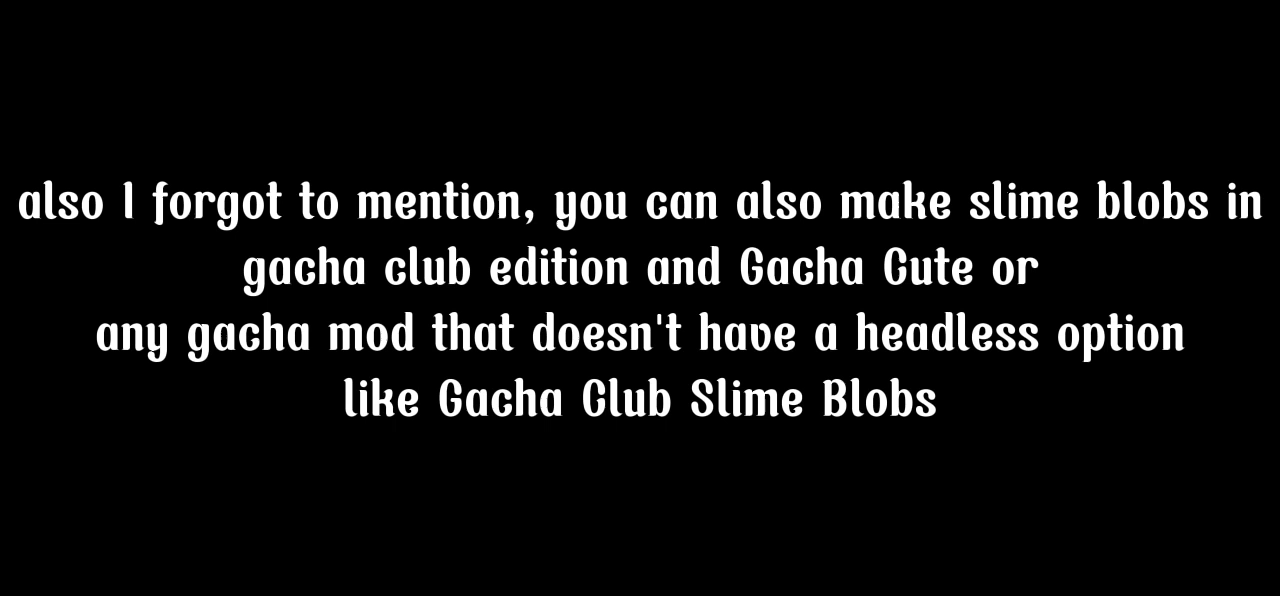 also I forgot to mention, you can also make slime blobs in
gacha club edition and Gacha Cute or
any gacha mod that doesn't have a headless option
like Gacha Club Slime Blobs